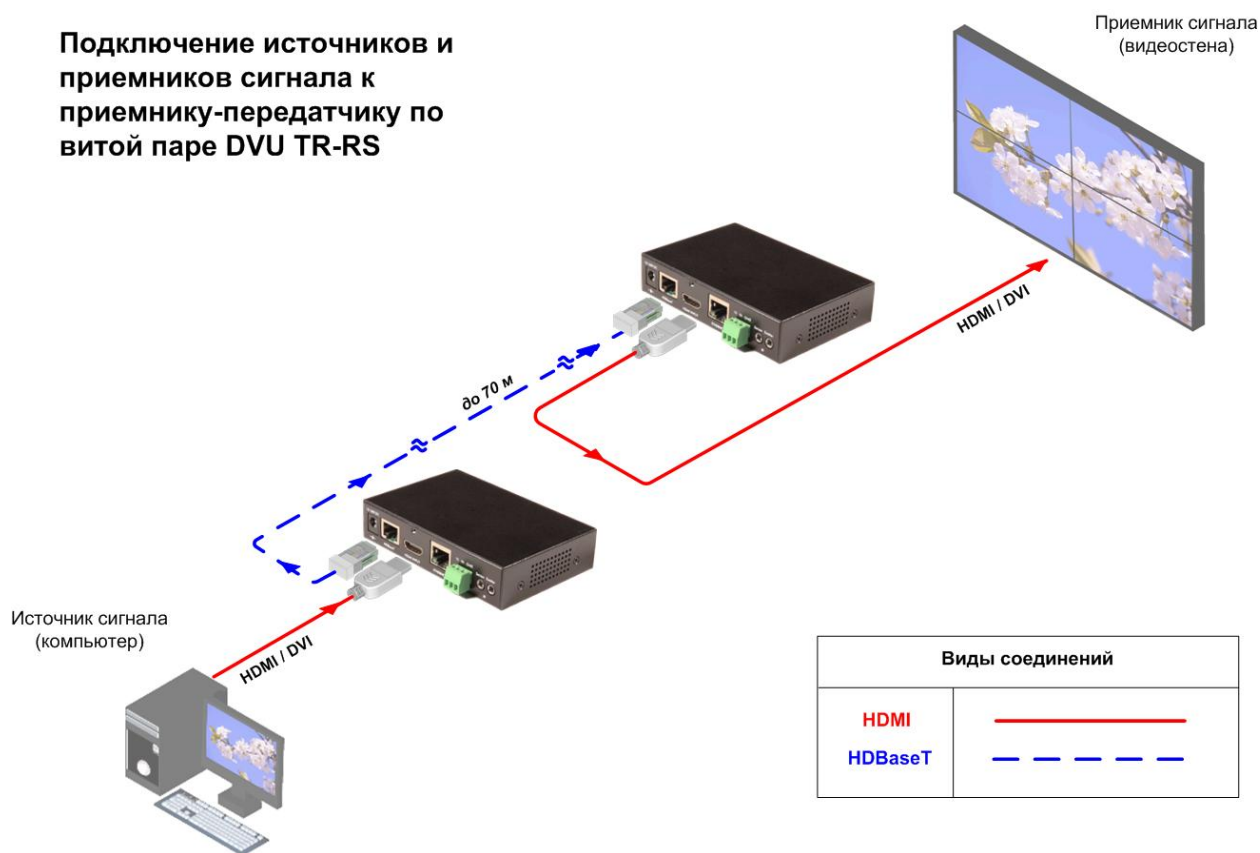 Подключение источников и
приемников сигнала к
приемнику-передатчику по
витой паре DVU TR-RS
Приемник сигнала
(видеостена)
HDMI / DVI
до 70 м
Источник сигнала
(компьютер)
HDMI / DVI
Виды соединений
HDMI
HDBaseT